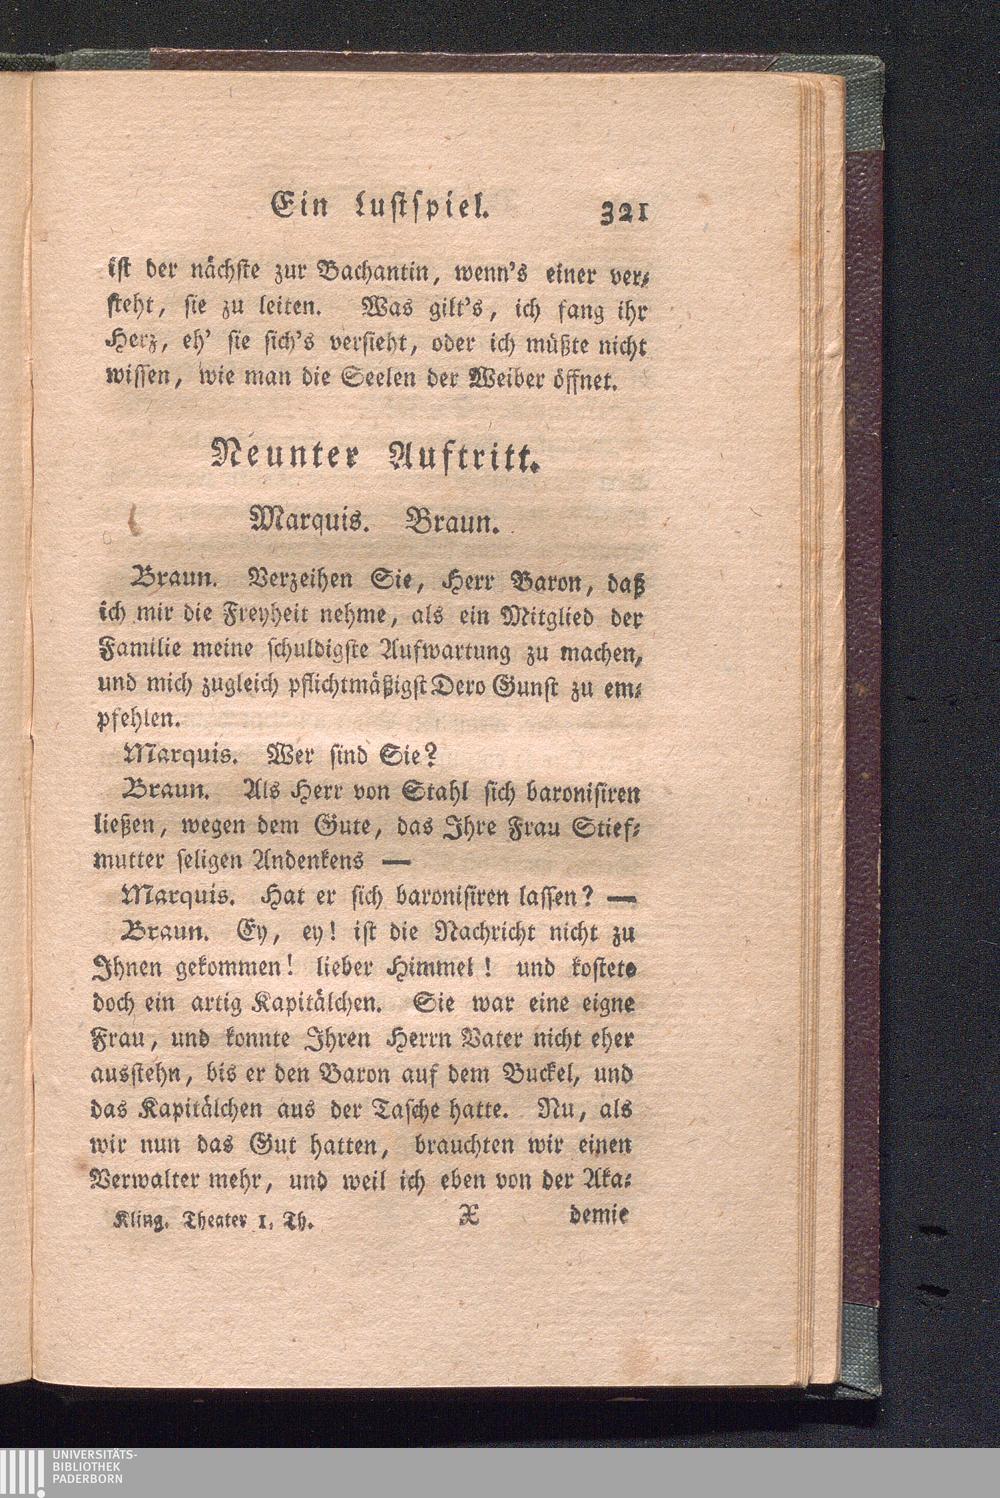 Ein Lustspiel. 321
ist der nächste zur Bachantin, wenn's einer ver-
steht, sie zu leiten. Was gilt's, ich fang ihr
Herz, eh' sie sich's versieht, oder ich müßte nicht
wissen, wie man die Seelen der Weiber öffnet.
Neunter Auftritt.
Marquis. Braun.
Braun. Verzeihen Sie, Herr Baron, daß
ich mir die Freyheit nehme, als ein Mitglied der
Familie meine schuldigste Aufwartung zu machen,
und mich zugleich pflichtmäßigst Dero Gunst zu em-
pfehlen.
Marquis. Wer sind Sie?
Braun. Als Herr von Stahl sich baronisiren
ließen, wegen dem Gute, das Ihre Frau Stief-
mutter seligen Andenkens —
Marquis. Hat er sich baronisiren lassen? —
Braun. Ey, ey! ist die Nachricht nicht zu
Ihnen gekommen! lieber Himmel! und kostete
doch ein artig Kapitälchen. Sie war eine eigne
Frau, und konnte Ihren Herrn Vater nicht eher
ausstehn, bis er den Baron auf dem Buckel, und
das Kapitälchen aus der Tasche hatte. Nu, als
wir nun das Gut hatten, brauchten wir einen
Verwalter mehr, und weil ich eben von der Aka-
Kling. Theater 1. Th. X demie
UNIVERSITÄTS-
BIBLIOTHEK
PADERBORN